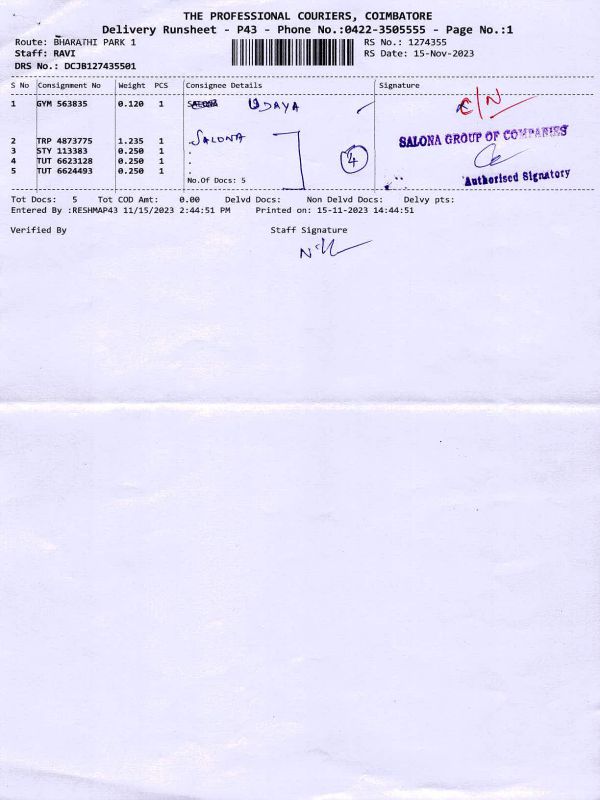 THE PROFESSIONAL COURIERS, COIMBATORE
Delivery Runsheet - P43 - Phone No.:0422-3505555 - Page No.:1
Route: BHARATHI PARK 1 RS No.: 1274355
Staff: RAVI RS Date: 15-Nov-2023
DRS No.: DCJB127435501
S No Consignment No Weight PCS Consignee Details Signature
1 GYM 563835 0.120 1 UDAYA C/N
2 TRP 4873775 1.235 1 SALONA SALONA GROUP OF COMPANIES
3 STY 113383 0.250 1 . 4
4 TUT 6623128 0.250 1 .
5 TUT 6624493 0.250 1 . Authorised Signatory
No.Of Docs: 5
Tot Docs: 5 Tot COD Amt: 0.00 Delvd Docs: Non Delvd Docs: Delvy pts:
Entered By :RESHMAP43 11/15/2023 2:44:51 PM Printed on: 15-11-2023 14:44:51
Verified By Staff Signature